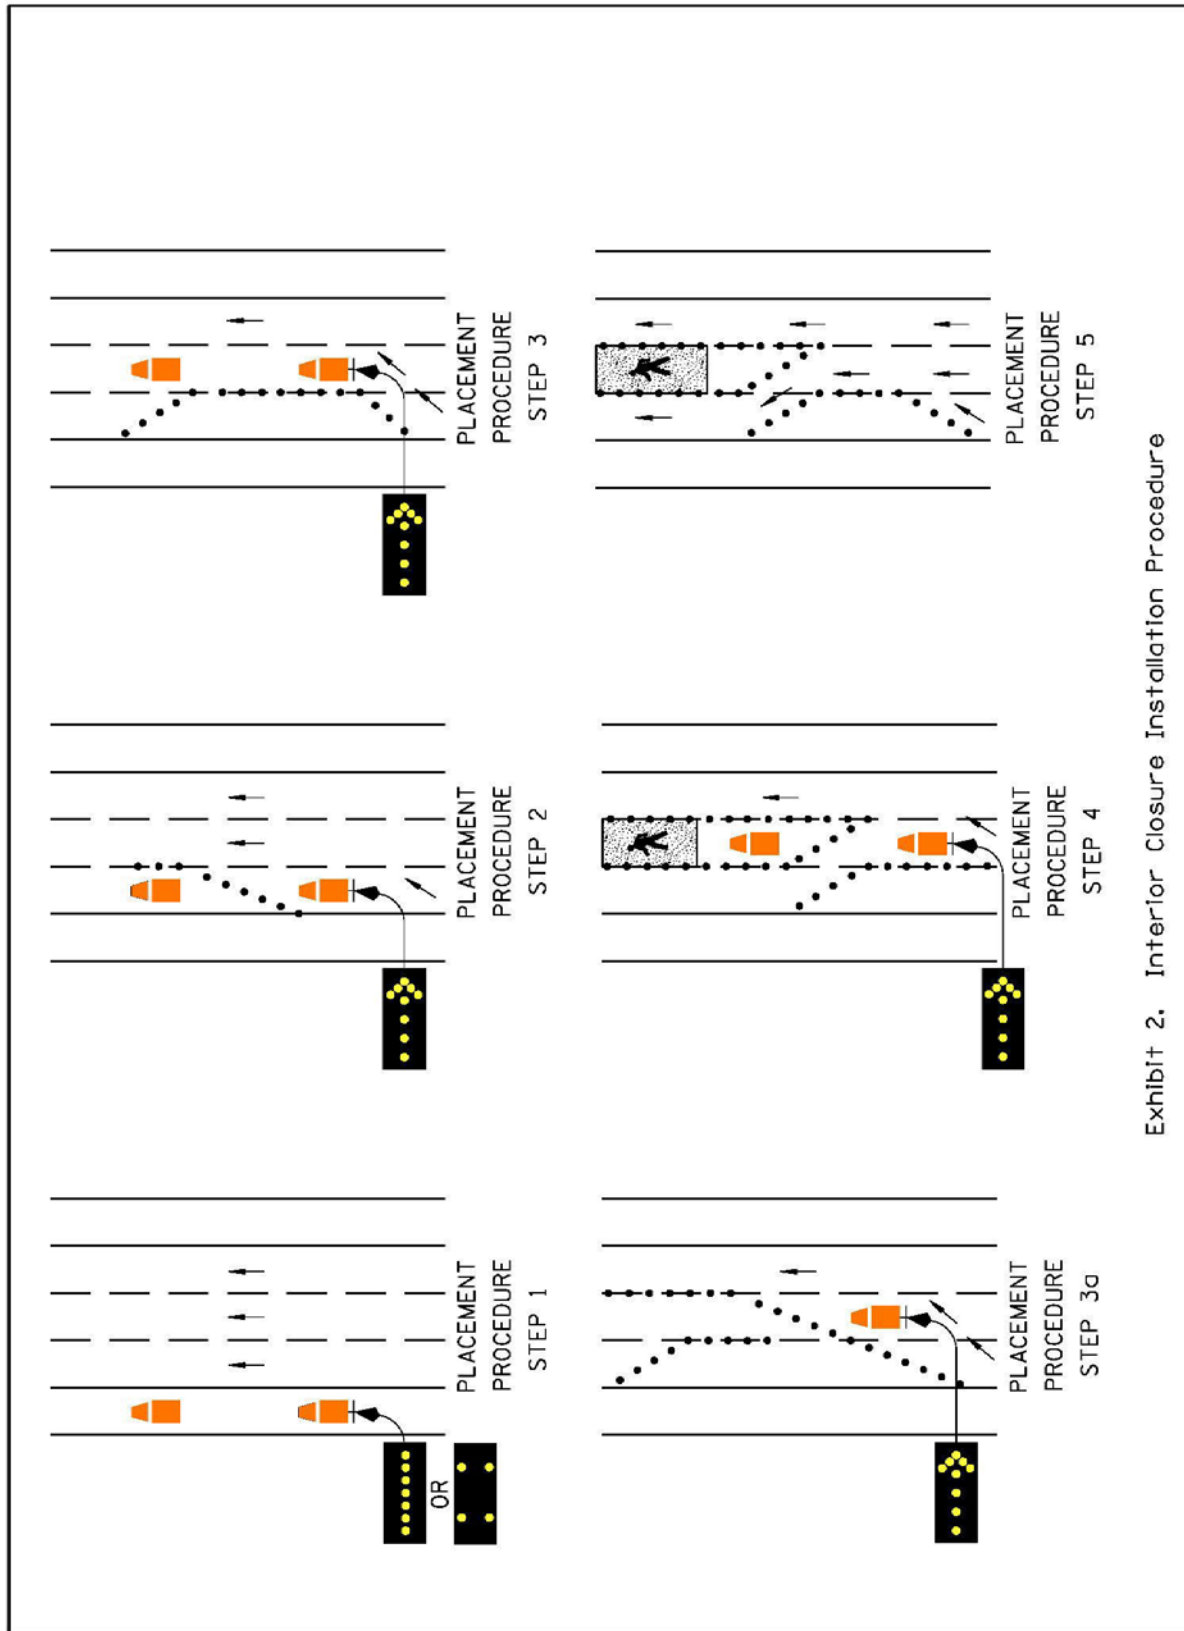 PLACEMENT
PROCEDURE
STEP 1
OR
PLACEMENT
PROCEDURE
STEP 2
PLACEMENT
PROCEDURE
STEP 3
PLACEMENT
PROCEDURE
STEP 3a
PLACEMENT
PROCEDURE
STEP 4
PLACEMENT
PROCEDURE
STEP 5
Exhibit 2. Interior Closure Installation Procedure